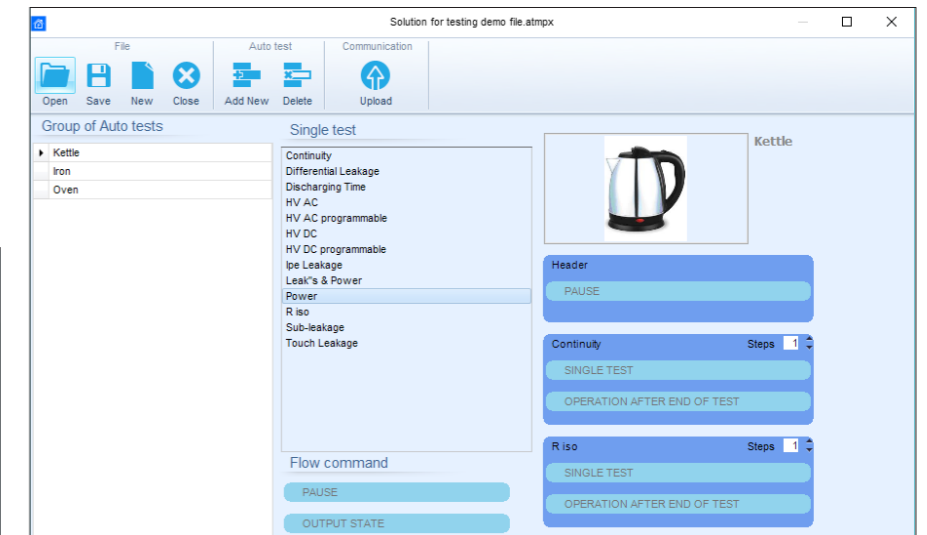 Solution for testing demo file.atmpx
File
Auto test
Communication
Open
Save
New
Close
Add New
Delete
Upload
Group of Auto tests
Kettle
Iron
Oven
Single test
Continuity
Differential Leakage
Discharging Time
HV AC
HV AC programmable
HV DC
HV DC programmable
Ipe Leakage
Leak"s & Power
Power
R iso
Sub-leakage
Touch Leakage
Flow command
PAUSE
OUTPUT STATE
Kettle
Header
PAUSE
Continuity Steps 1
SINGLE TEST
OPERATION AFTER END OF TEST
R iso Steps 1
SINGLE TEST
OPERATION AFTER END OF TEST